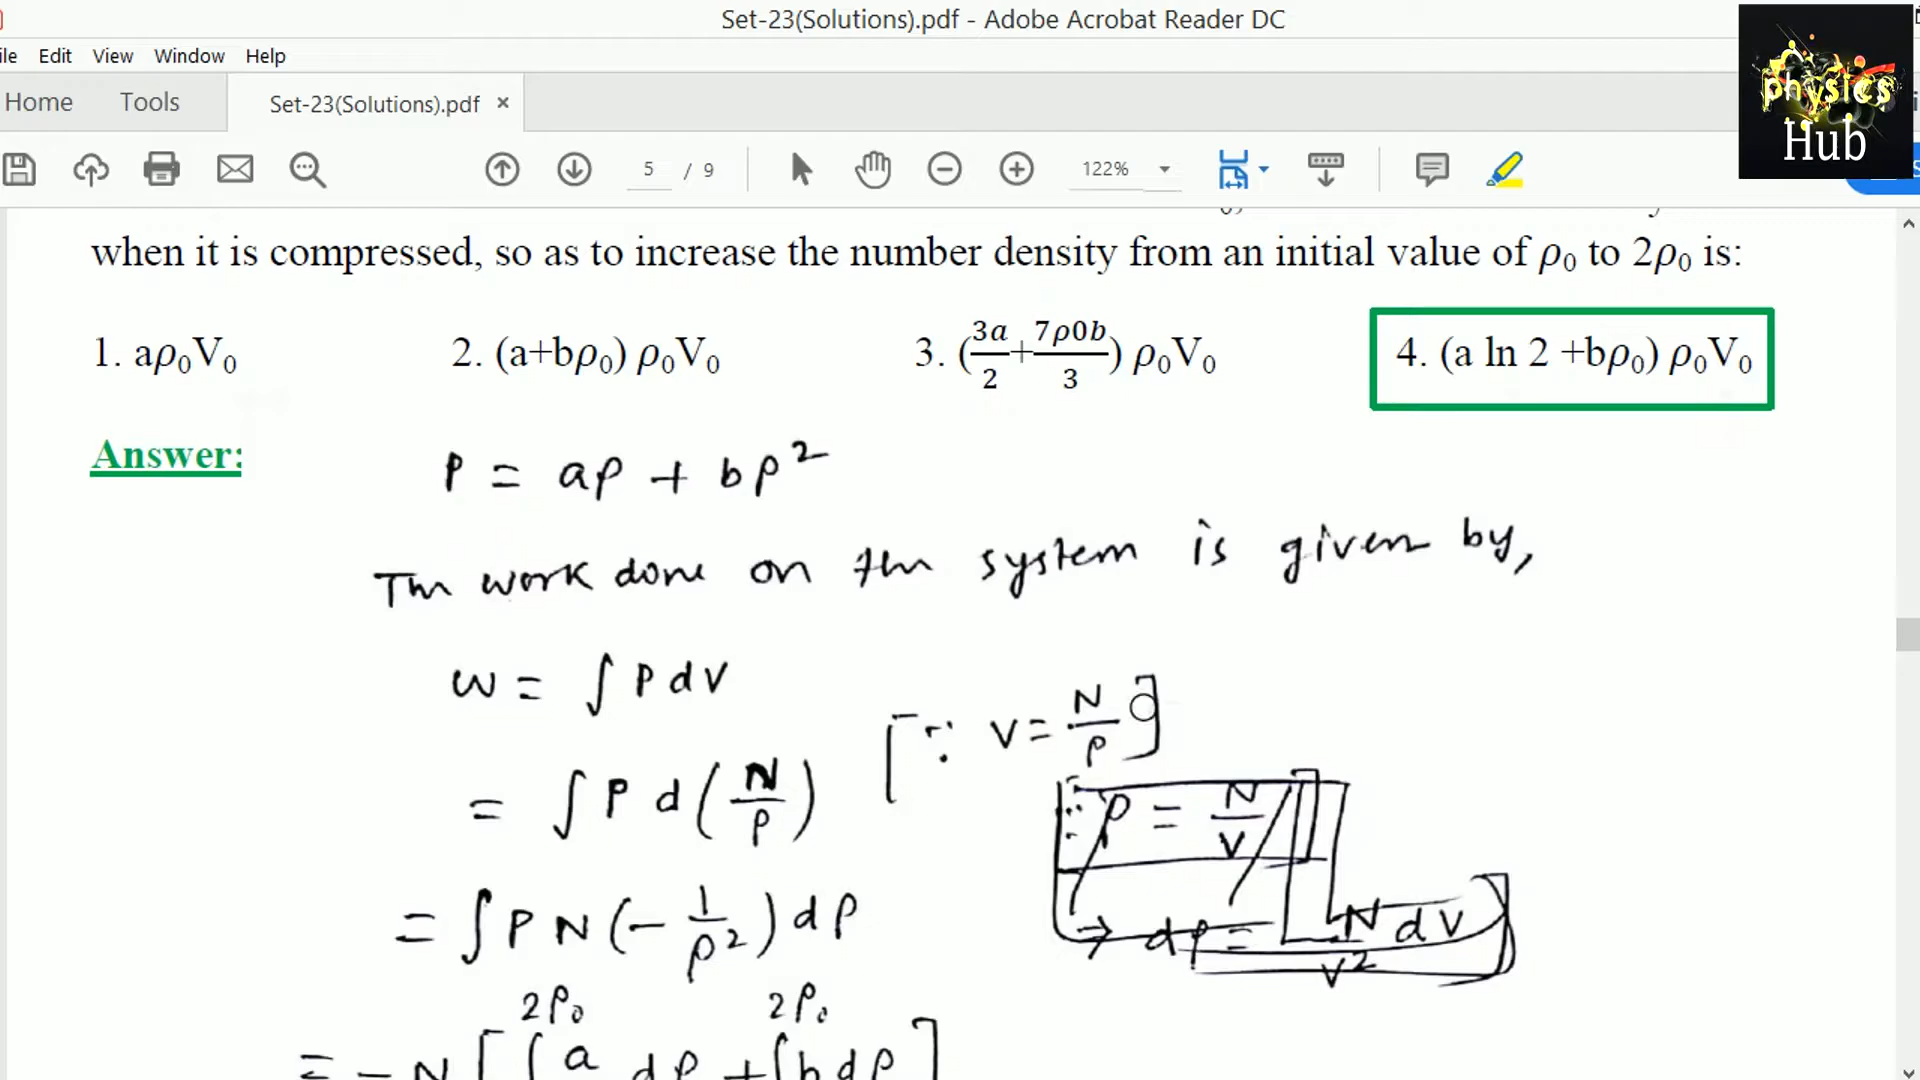 Set-23(Solutions).pdf - Adobe Acrobat Reader DC
ile Edit View Window Help
Home Tools Set-23(Solutions).pdf ×
5 / 9 122%
physics
Hub
when it is compressed, so as to increase the number density from an initial value of ρ₀ to 2ρ₀ is:
1. aρ₀V₀ 2. (a+bρ₀) ρ₀V₀ 3. (3a/2+7ρ0b/3) ρ₀V₀ 4. (a ln 2 +bρ₀) ρ₀V₀
Answer:
P = aρ + bρ²
The work done on the system is given by,
W = ∫ P dV
= ∫ P d(N/ρ) [∵ V = N/ρ]
∵ ρ = N/V
= ∫ P N (- 1/ρ²) dρ
→ dρ = N dV / V²
2ρ₀ 2ρ₀
= - N [∫ a dρ + ∫ b dρ]